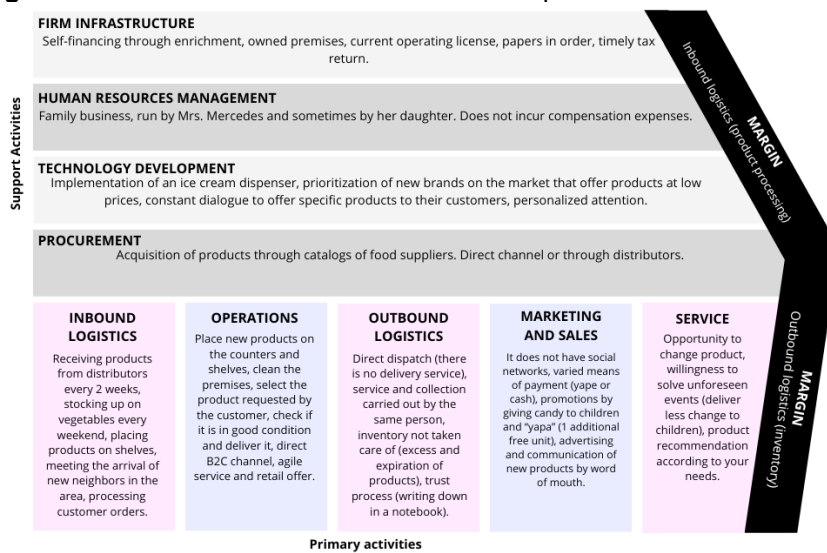 FIRM INFRASTRUCTURE
Self-financing through enrichment, owned premises, current operating license, papers in order, timely tax
return.
HUMAN RESOURCES MANAGEMENT
Family business, run by Mrs. Mercedes and sometimes by her daughter. Does not incur compensation expenses.
TECHNOLOGY DEVELOPMENT
Implementation of an ice cream dispenser, prioritization of new brands on the market that offer products at low
prices, constant dialogue to offer specific products to their customers, personalized attention.
PROCUREMENT
Acquisition of products through catalogs of food suppliers. Direct channel or through distributors.
Support Activities
MARGIN
Inbound logistics (product processing)
INBOUND
LOGISTICS
Receiving products
from distributors
every 2 weeks,
stocking up on
vegetables every
weekend, placing
products on shelves,
meeting the arrival of
new neighbors in the
area, processing
customer orders.
OPERATIONS
Place new products on
the counters and
shelves, clean the
premises, select the
product requested by
the customer, check if
it is in good condition
and deliver it, direct
B2C channel, agile
service and retail offer.
OUTBOUND
LOGISTICS
Direct dispatch (there
is no delivery service),
service and collection
carried out by the
same person,
inventory not taken
care of (excess and
expiration of
products), trust
process (writing down
in a notebook).
MARKETING
AND SALES
It does not have social
networks, varied means
of payment (yape or
cash), promotions by
giving candy to children
and “yapa” (1 additional
free unit), advertising
and communication of
new products by word
of mouth.
SERVICE
Opportunity to
change product,
willingness to
solve unforeseen
events (deliver
less change to
children), product
recommendation
according to your
needs.
MARGIN
Outbound logistics (inventory)
Primary activities